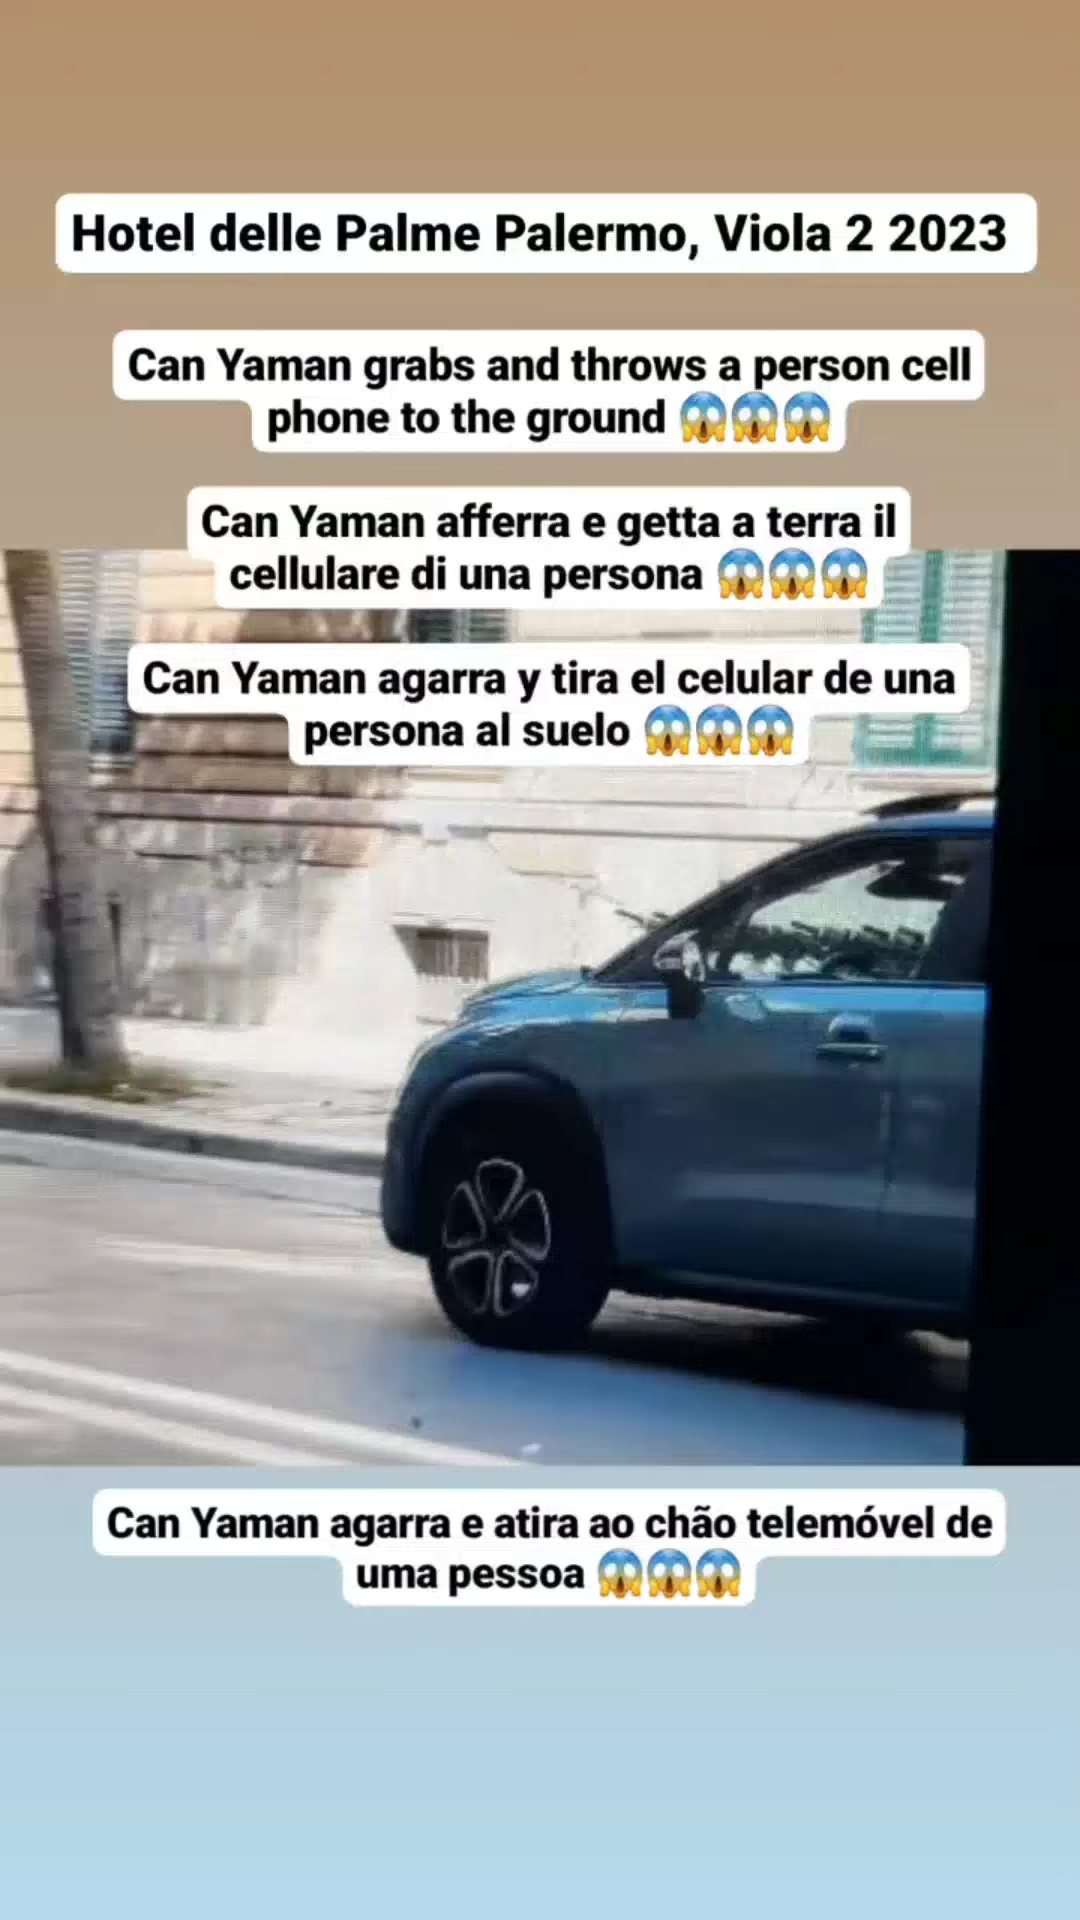 Hotel delle Palme Palermo, Viola 2 2023
Can Yaman grabs and throws a person cell
phone to the ground 😱😱😱
Can Yaman afferra e getta a terra il
cellulare di una persona 😱😱😱
Can Yaman agarra y tira el celular de una
persona al suelo 😱😱😱
Can Yaman agarra e atira ao chão telemóvel de
uma pessoa 😱😱😱